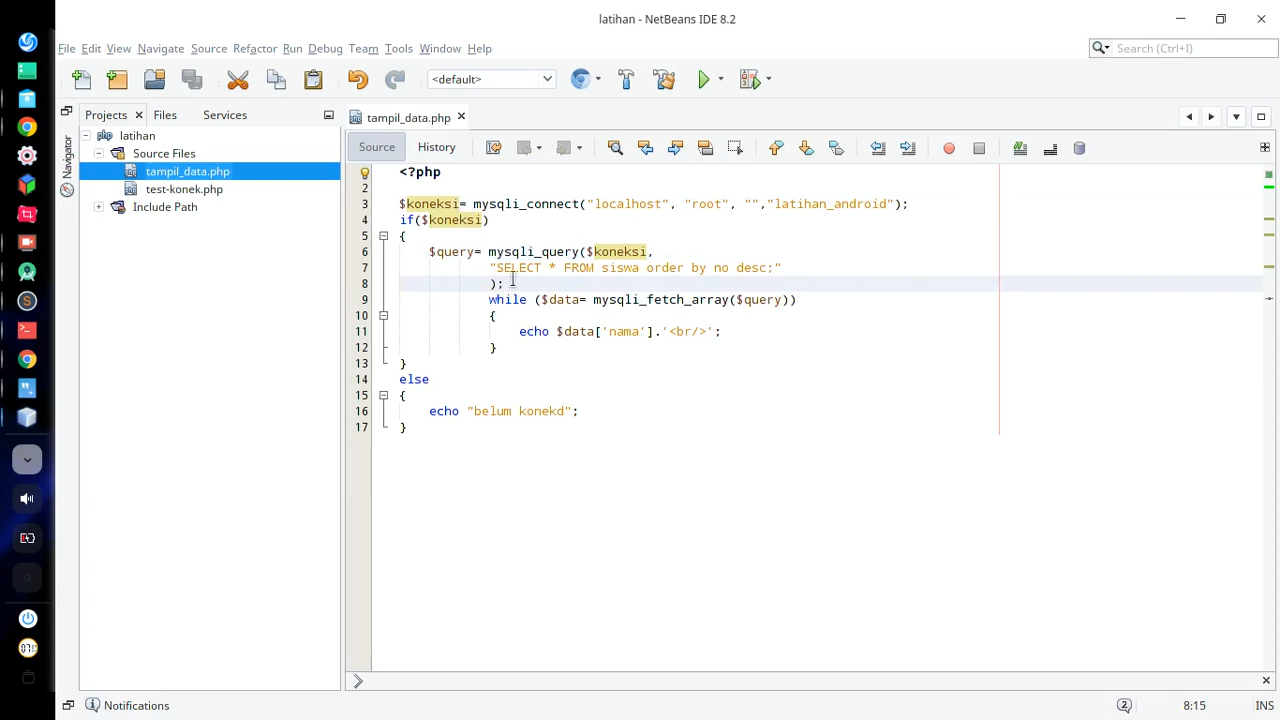 latihan - NetBeans IDE 8.2
File Edit View Navigate Source Refactor Run Debug Team Tools Window Help
Search (Ctrl+I)
<default>
Projects Files Services
tampil_data.php
Navigator
latihan
Source Files
tampil_data.php
test-konek.php
Include Path
Source History
1 <?php
2
3 $koneksi= mysqli_connect("localhost", "root", "","latihan_android");
4 if($koneksi)
5 {
6 $query= mysqli_query($koneksi,
7 "SELECT * FROM siswa order by no desc;"
8 );
9 while ($data= mysqli_fetch_array($query))
10 {
11 echo $data['nama'].'<br/>';
12 }
13 }
14 else
15 {
16 echo "belum konekd";
17 }
Notifications
2
8:15
INS